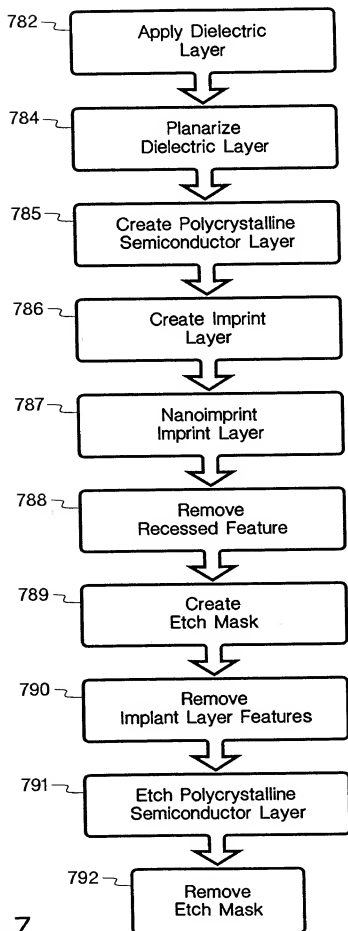 782
Apply Dielectric
Layer
784
Planarize
Dielectric Layer
785
Create Polycrystalline
Semiconductor Layer
786
Create Imprint
Layer
787
Nanoimprint
Imprint Layer
788
Remove
Recessed Feature
789
Create
Etch Mask
790
Remove
Implant Layer Features
791
Etch Polycrystalline
Semiconductor Layer
792
Remove
Etch Mask
7